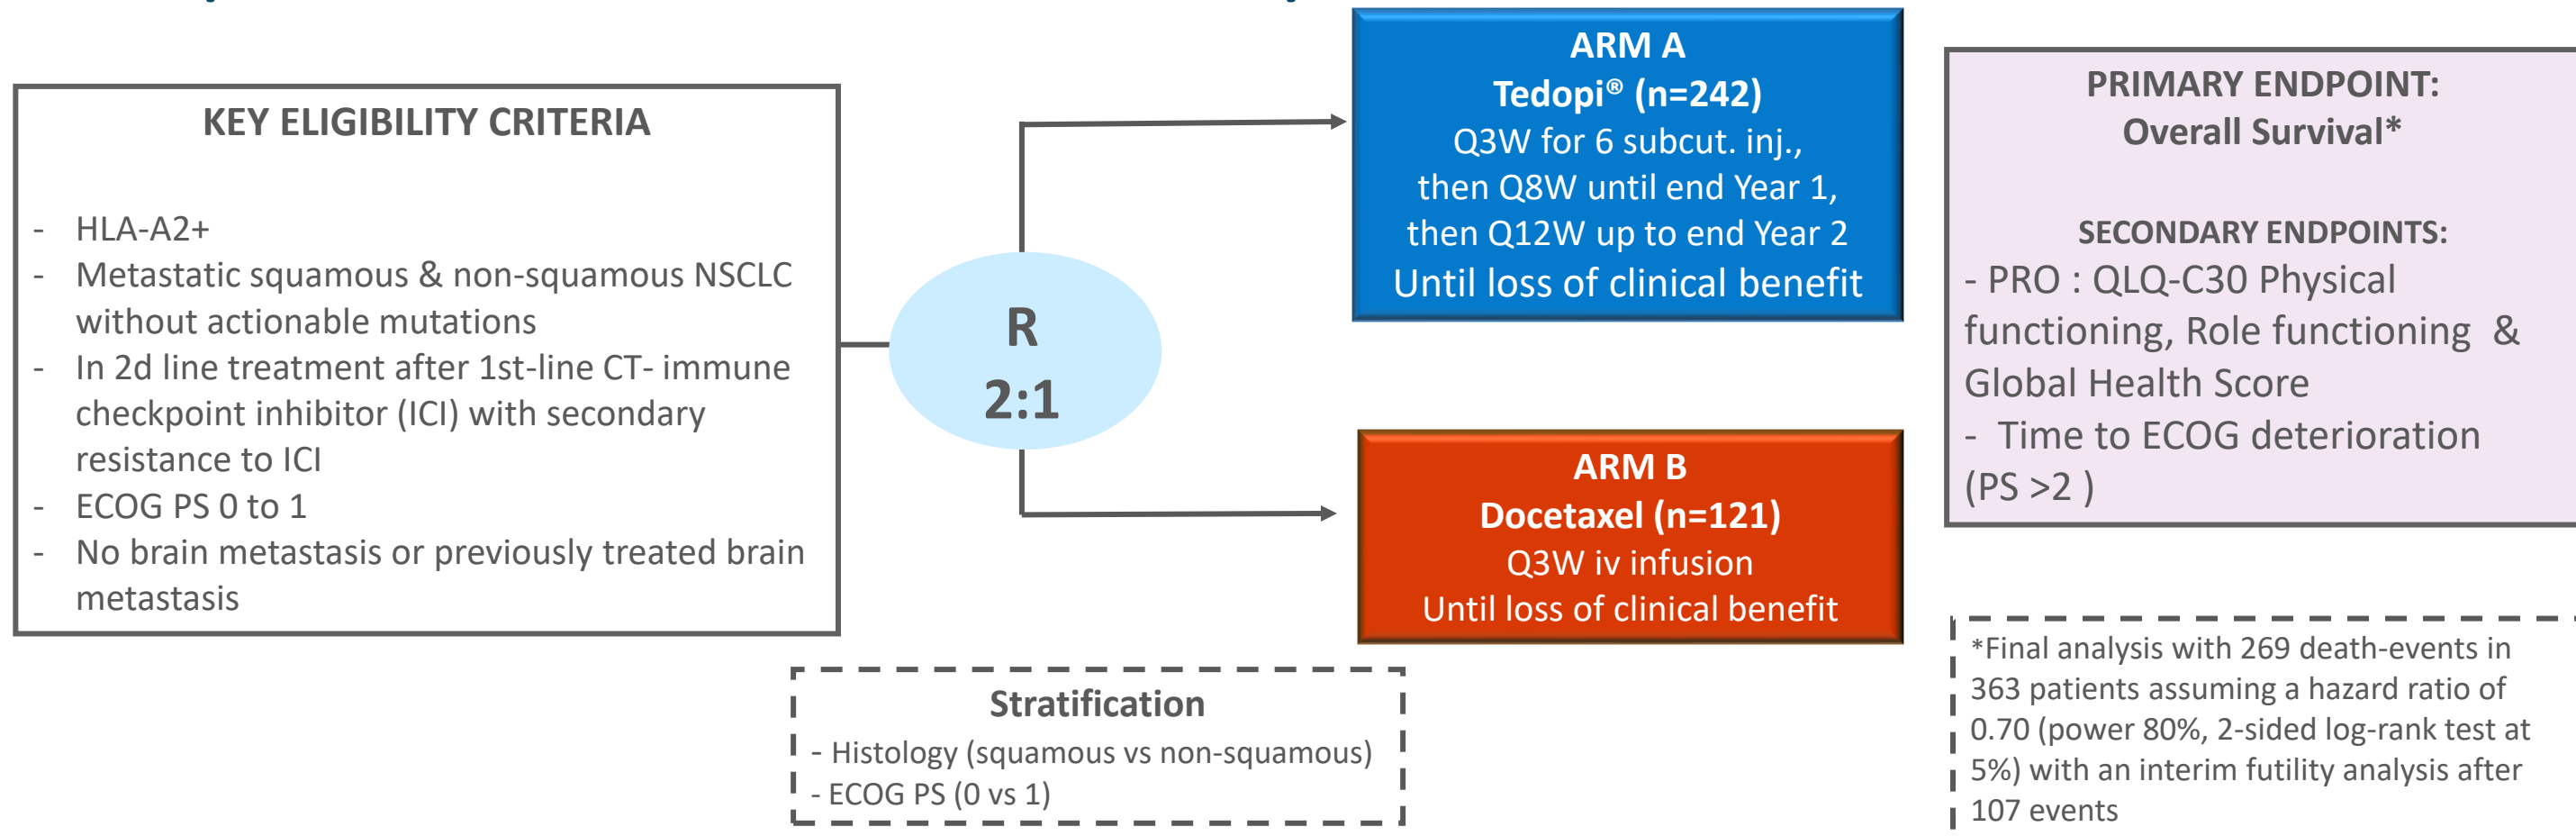 KEY ELIGIBILITY CRITERIA
- HLA-A2+
- Metastatic squamous & non-squamous NSCLC
without actionable mutations
- In 2d line treatment after 1st-line CT- immune
checkpoint inhibitor (ICI) with secondary
resistance to ICI
- ECOG PS 0 to 1
- No brain metastasis or previously treated brain
metastasis
R
2:1
ARM A
Tedopi® (n=242)
Q3W for 6 subcut. inj.,
then Q8W until end Year 1,
then Q12W up to end Year 2
Until loss of clinical benefit
ARM B
Docetaxel (n=121)
Q3W iv infusion
Until loss of clinical benefit
Stratification
- Histology (squamous vs non-squamous)
- ECOG PS (0 vs 1)
PRIMARY ENDPOINT:
Overall Survival*
SECONDARY ENDPOINTS:
- PRO : QLQ-C30 Physical
functioning, Role functioning &
Global Health Score
- Time to ECOG deterioration
(PS >2 )
*Final analysis with 269 death-events in
363 patients assuming a hazard ratio of
0.70 (power 80%, 2-sided log-rank test at
5%) with an interim futility analysis after
107 events